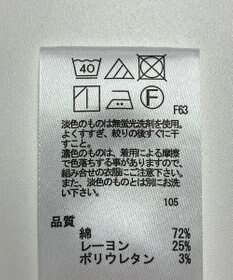 40
F F63
淡色のものは無蛍光洗剤を使用。
よくすすぎ、絞りの後すぐに干
すこと。
濃色のものは、着用による摩擦
で色落ちする事がありますので、
組み合せの衣服にご注意下さい。
また、淡色のものとは別にお洗
い下さい。
105
品質
綿 72%
レーヨン 25%
ポリウレタン 3%